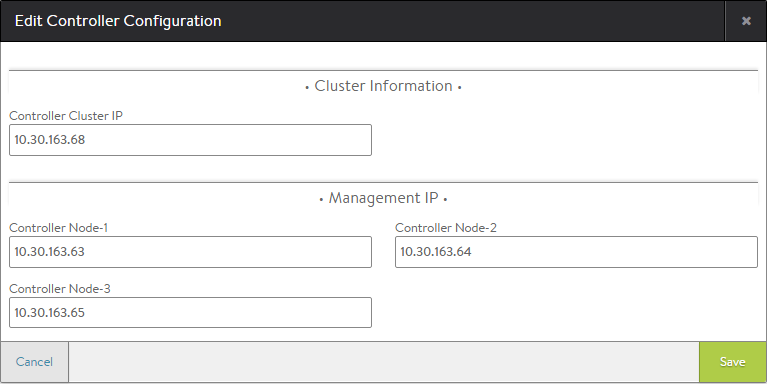 Edit Controller Configuration
• Cluster Information •
Controller Cluster IP
10.30.163.68
• Management IP •
Controller Node-1
Controller Node-2
10.30.163.63
10.30.163.64
Controller Node-3
10.30.163.65
Cancel
Save